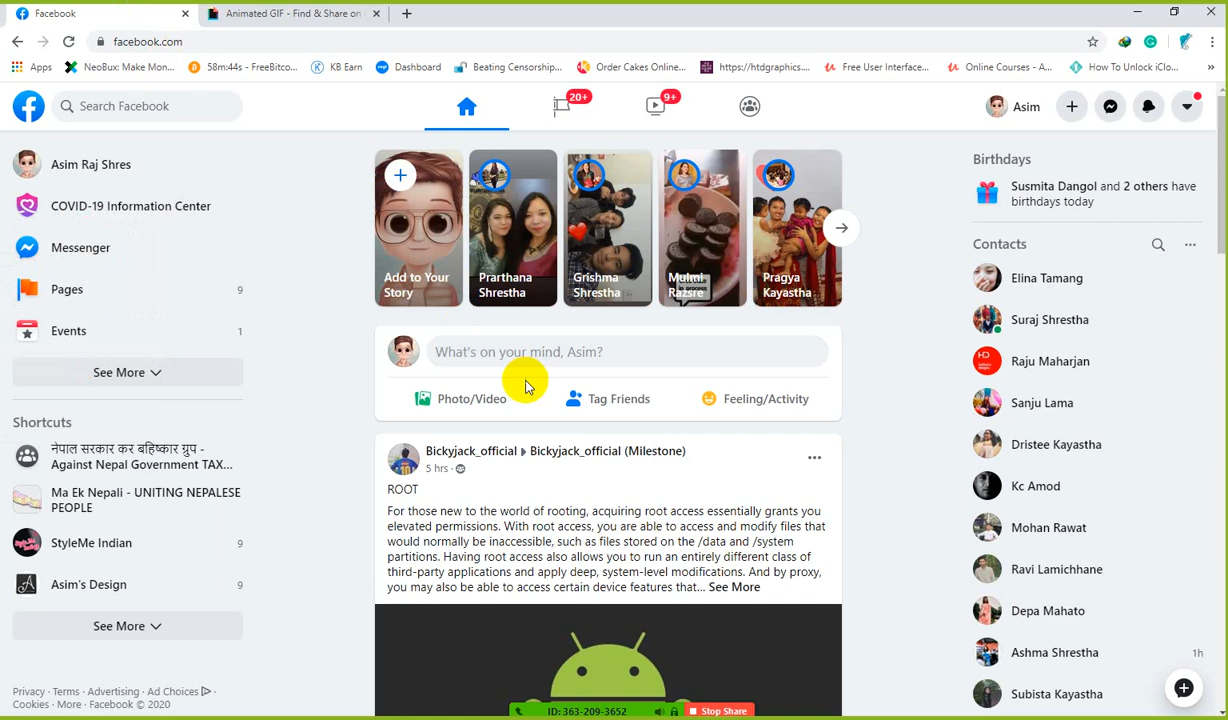 Facebook
Animated GIF - Find & Share on
facebook.com
Apps
NeoBux: Make Mon...
58m:44s - FreeBitco...
KB Earn
Dashboard
Beating Censorship,...
Order Cakes Online...
https://htdgraphics....
Free User Interface...
Online Courses - A...
How To Unlock iClo...
»
Search Facebook
20+
9+
Asim
Asim Raj Shres
COVID-19 Information Center
Messenger
Pages
9
Events
1
See More
Shortcuts
नेपाल सरकार कर बहिष्कार ग्रुप -
Against Nepal Government TAX...
Ma Ek Nepali - UNITING NEPALESE
PEOPLE
StyleMe Indian
9
Asim's Design
9
See More
Privacy · Terms · Advertising · Ad Choices ·
Cookies · More · Facebook © 2020
Add to Your
Story
Prarthana
Shrestha
Grishma
Shrestha
Mulmi
Razsre
Pragya
Kayastha
What's on your mind, Asim?
Photo/Video
Tag Friends
Feeling/Activity
Bickyjack_official
Bickyjack_official (Milestone)
5 hrs ·
ROOT
For those new to the world of rooting, acquiring root access essentially grants you
elevated permissions. With root access, you are able to access and modify files that
would normally be inaccessible, such as files stored on the /data and /system
partitions. Having root access also allows you to run an entirely different class of
third-party applications and apply deep, system-level modifications. And by proxy,
you may also be able to access certain device features that... See More
ID: 363-209-3652
Stop Share
Birthdays
Susmita Dangol and 2 others have
birthdays today
Contacts
Elina Tamang
Suraj Shrestha
Raju Maharjan
Sanju Lama
Dristee Kayastha
Kc Amod
Mohan Rawat
Ravi Lamichhane
Depa Mahato
Ashma Shrestha
1h
Subista Kayastha